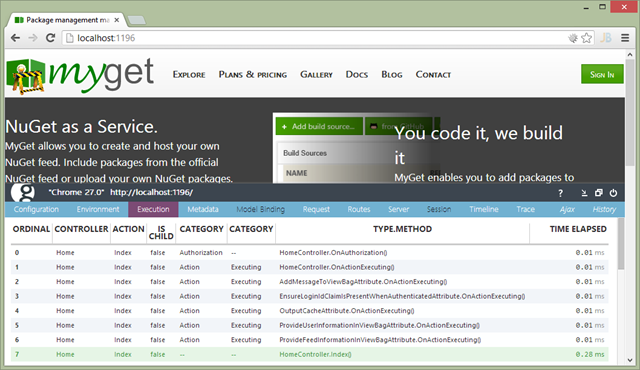 Package management ma
localhost:1196
myget
EXPLORE PLANS & PRICING GALLERY DOCS BLOG CONTACT
SIGN IN
NuGet as a Service.
MyGet allows you to create and host your own
NuGet feed. Include packages from the official
NuGet feed or upload your own NuGet packages.
+ Add build source... from GitHub
Build Sources
NAME
You code it, we build
it
MyGet enables you to add packages to
g "Chrome 27.0" http://localhost:1196/ ?
Configuration Environment Execution Metadata Model Binding Request Routes Server Session Timeline Trace Ajax History
ORDINAL CONTROLLER ACTION IS CHILD CATEGORY CATEGORY TYPE.METHOD TIME ELAPSED
0 Home Index false Authorization -- HomeController.OnAuthorization() 0.01 ms
1 Home Index false Action Executing HomeController.OnActionExecuting() 0.01 ms
2 Home Index false Action Executing AddMessageToViewBagAttribute.OnActionExecuting() 0.01 ms
3 Home Index false Action Executing EnsureLoginIdClaimIsPresentWhenAuthenticatedAttribute.OnActionExecuting() 0.01 ms
4 Home Index false Action Executing OutputCacheAttribute.OnActionExecuting() 0.01 ms
5 Home Index false Action Executing ProvideUserInformationInViewBagAttribute.OnActionExecuting() 0.01 ms
6 Home Index false Action Executing ProvideFeedInformationInViewBagAttribute.OnActionExecuting() 0.01 ms
7 Home Index false -- -- HomeController.Index() 0.28 ms